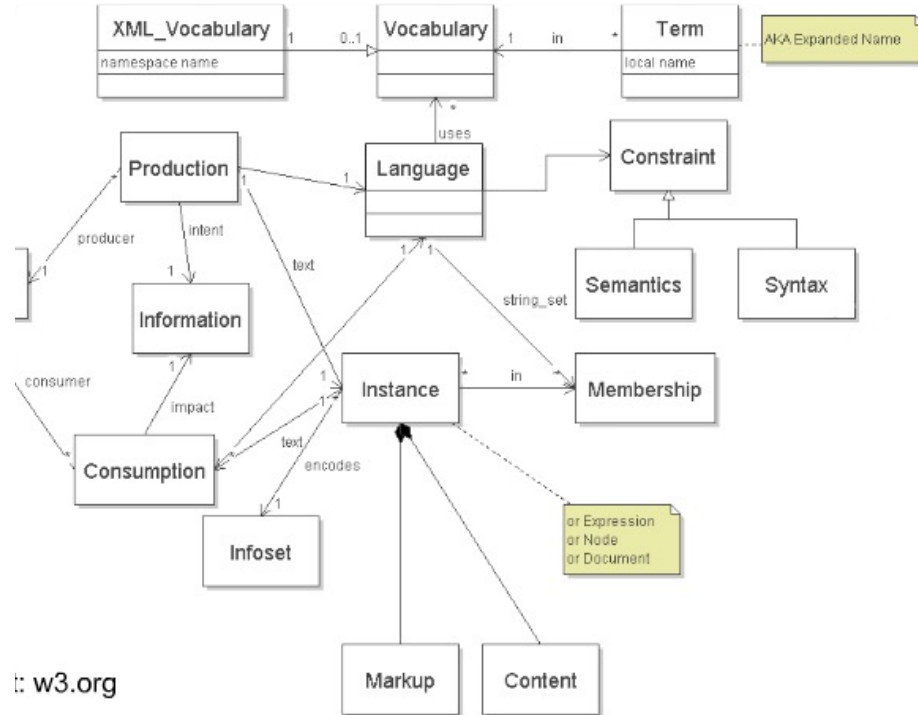 XML_Vocabulary
namespace name
1
0..1
Vocabulary
1
in
*
Term
local name
AKA Expanded Name
*
uses
Production
1
*
1
Language
Constraint
producer
intent
text
1
1
1
Semantics
Syntax
string_set
Information
1
1
consumer
impact
1
1
*
Instance
*
in
*
Membership
*
Consumption
text
encodes
1
Infoset
or Expression
or Node
or Document
Markup
Content
t: w3.org